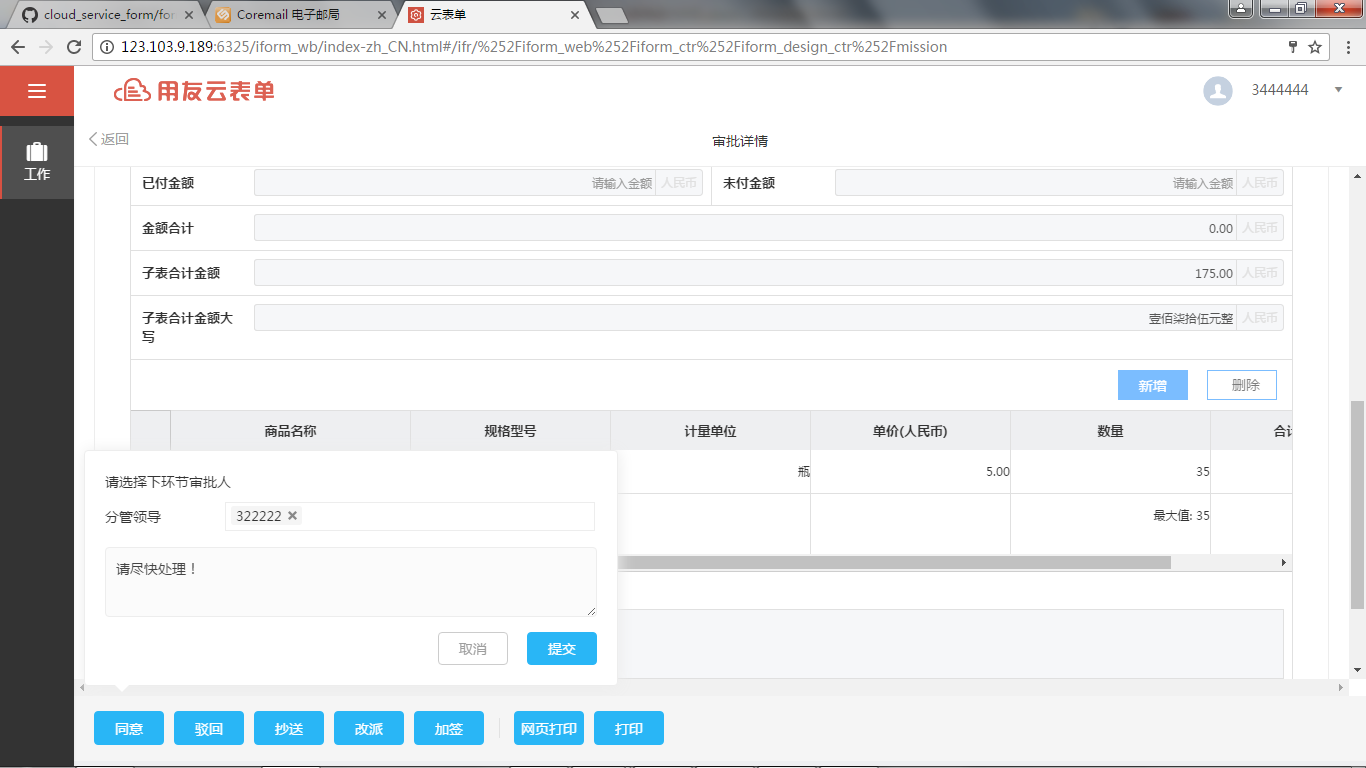 cloud_service_form/for
Coremail 电子邮局
云表单
123.103.9.189:6325/iform_wb/index-zh_CN.html#/ifr/%252Fiform_web%252Fiform_ctr%252Fiform_design_ctr%252Fmission
用友云表单
3444444
工作
返回
审批详情
已付金额
请输入金额 人民币
未付金额
请输入金额 人民币
金额合计
0.00 人民币
子表合计金额
175.00 人民币
子表合计金额大
写
壹佰柒拾伍元整 人民币
新增
删除
商品名称
规格型号
计量单位
单价(人民币)
数量
合计
瓶
5.00
35
最大值: 35
请选择下环节审批人
分管领导
322222
请尽快处理！
取消
提交
同意
驳回
抄送
改派
加签
网页打印
打印